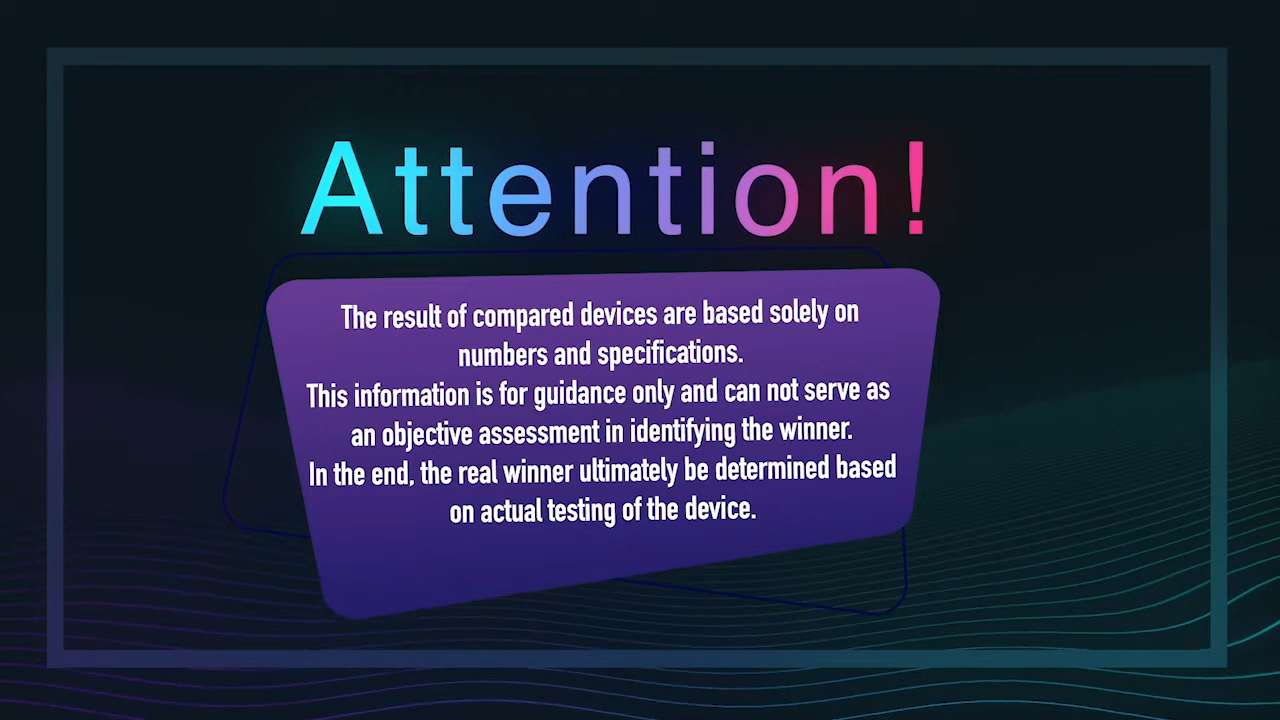 Attention!
The result of compared devices are based solely on
numbers and specifications.
This information is for guidance only and can not serve as
an objective assessment in identifying the winner.
In the end, the real winner ultimately be determined based
on actual testing of the device.